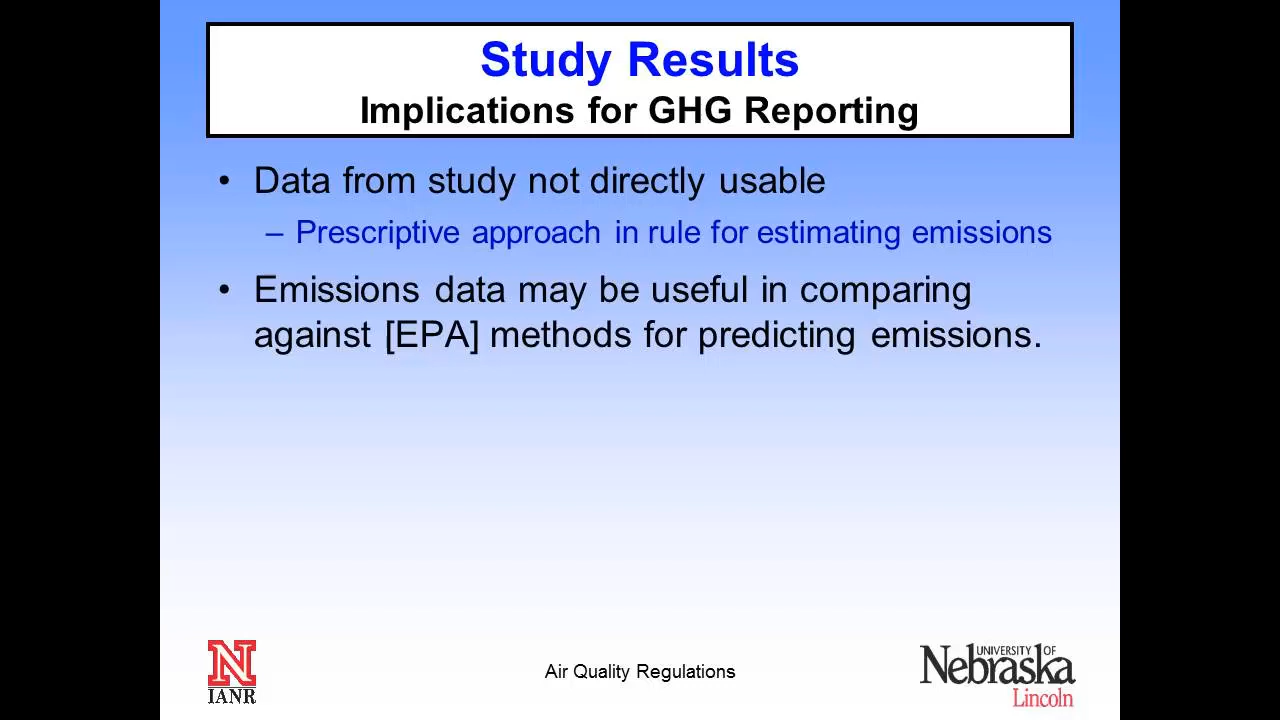 Study Results
Implications for GHG Reporting
• Data from study not directly usable
– Prescriptive approach in rule for estimating emissions
• Emissions data may be useful in comparing
against [EPA] methods for predicting emissions.
N
IANR
Air Quality Regulations
UNIVERSITY OF
Nebraska
Lincoln